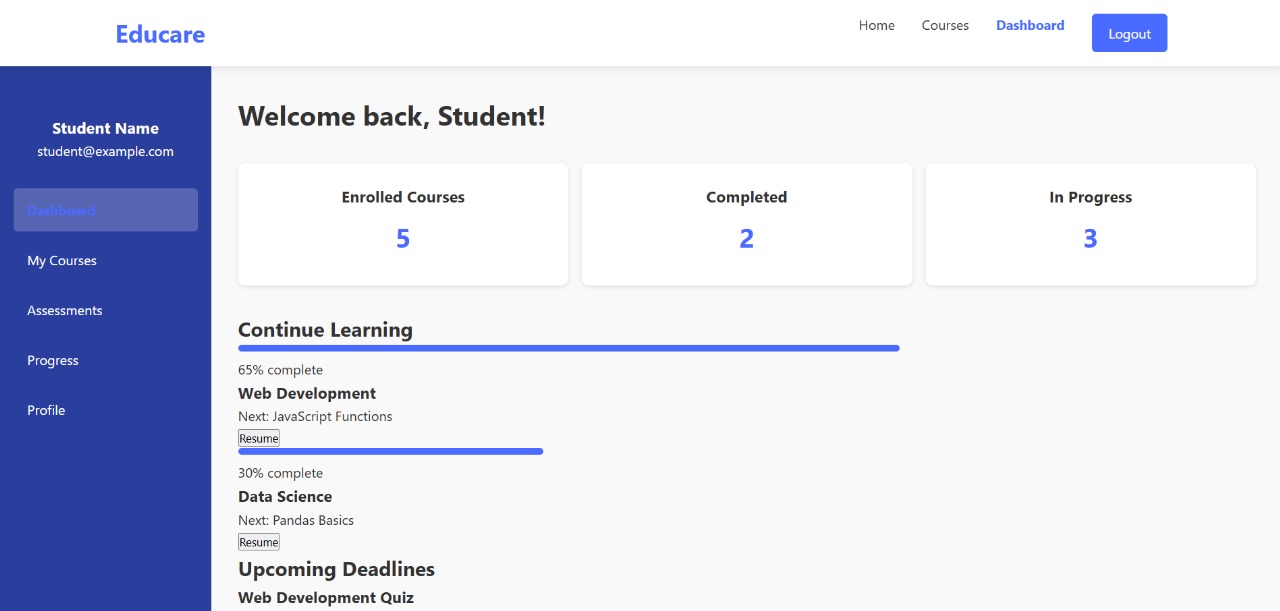 Educare
Home Courses Dashboard Logout
Student Name
student@example.com
Dashboard
My Courses
Assessments
Progress
Profile
Welcome back, Student!
Enrolled Courses
5
Completed
2
In Progress
3
Continue Learning
65% complete
Web Development
Next: JavaScript Functions
Resume
30% complete
Data Science
Next: Pandas Basics
Resume
Upcoming Deadlines
Web Development Quiz